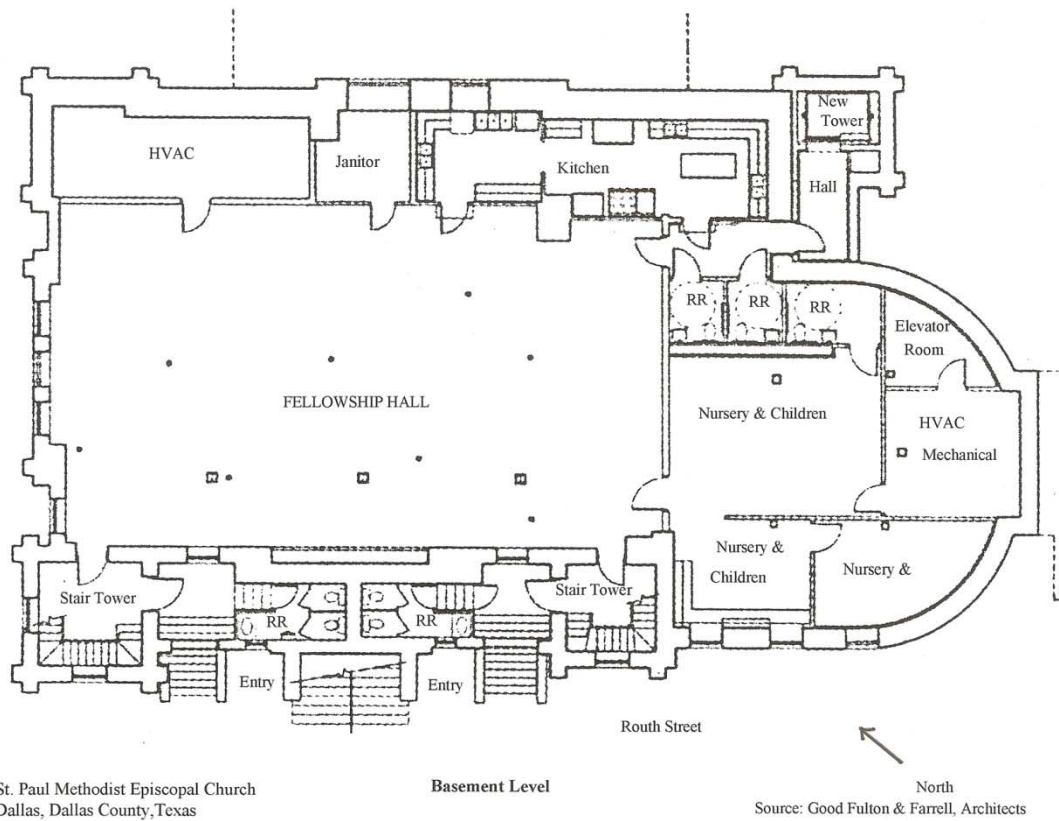 New
Tower
HVAC
Janitor
Kitchen
Hall
RR
RR
RR
Elevator
Room
FELLOWSHIP HALL
Nursery & Children
HVAC
Mechanical
Nursery &
Children
Nursery &
Stair Tower
Stair Tower
RR
RR
Entry
Entry
Routh Street
St. Paul Methodist Episcopal Church
Dallas, Dallas County,Texas
Basement Level
North
Source: Good Fulton & Farrell, Architects